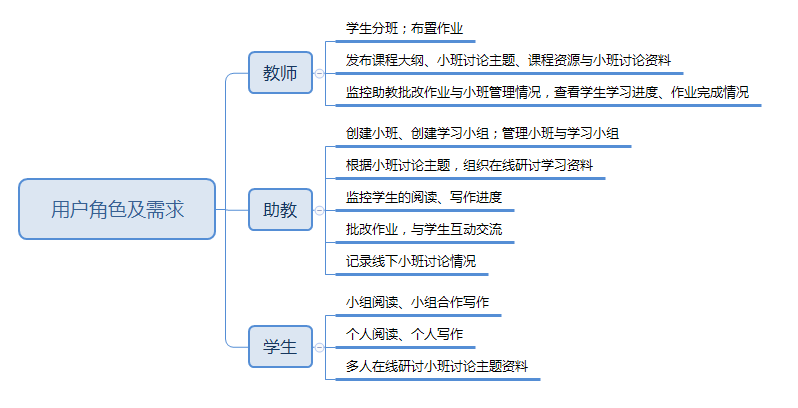 用户角色及需求
教师
学生分班；布置作业
发布课程大纲、小班讨论主题、课程资源与小班讨论资料
监控助教批改作业与小班管理情况，查看学生学习进度、作业完成情况
助教
创建小班、创建学习小组；管理小班与学习小组
根据小班讨论主题，组织在线研讨学习资料
监控学生的阅读、写作进度
批改作业，与学生互动交流
记录线下小班讨论情况
学生
小组阅读、小组合作写作
个人阅读、个人写作
多人在线研讨小班讨论主题资料